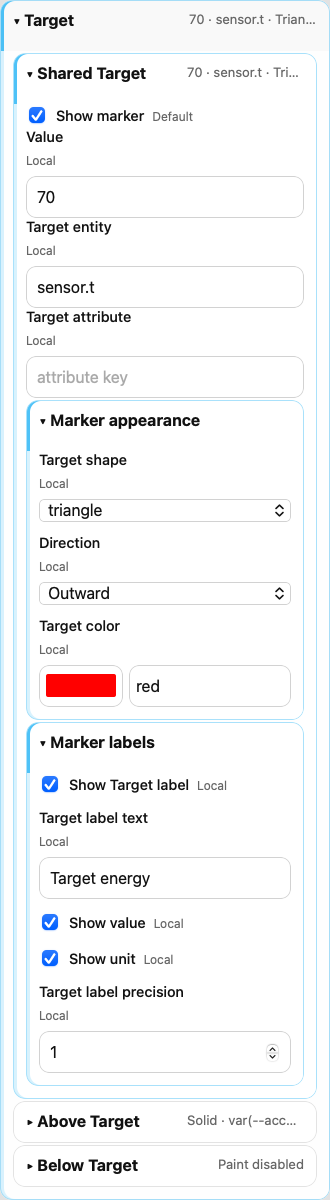 ▾ Target 70 · sensor.t · Trian...
▾ Shared Target 70 · sensor.t · Tri...
Show marker Default
Value
Local
70
Target entity
Local
sensor.t
Target attribute
Local
attribute key
▾ Marker appearance
Target shape
Local
triangle
Direction
Local
Outward
Target color
Local
red
▾ Marker labels
Show Target label Local
Target label text
Local
Target energy
Show value Local
Show unit Local
Target label precision
Local
1
▸ Above Target Solid · var(--acc...
▸ Below Target Paint disabled